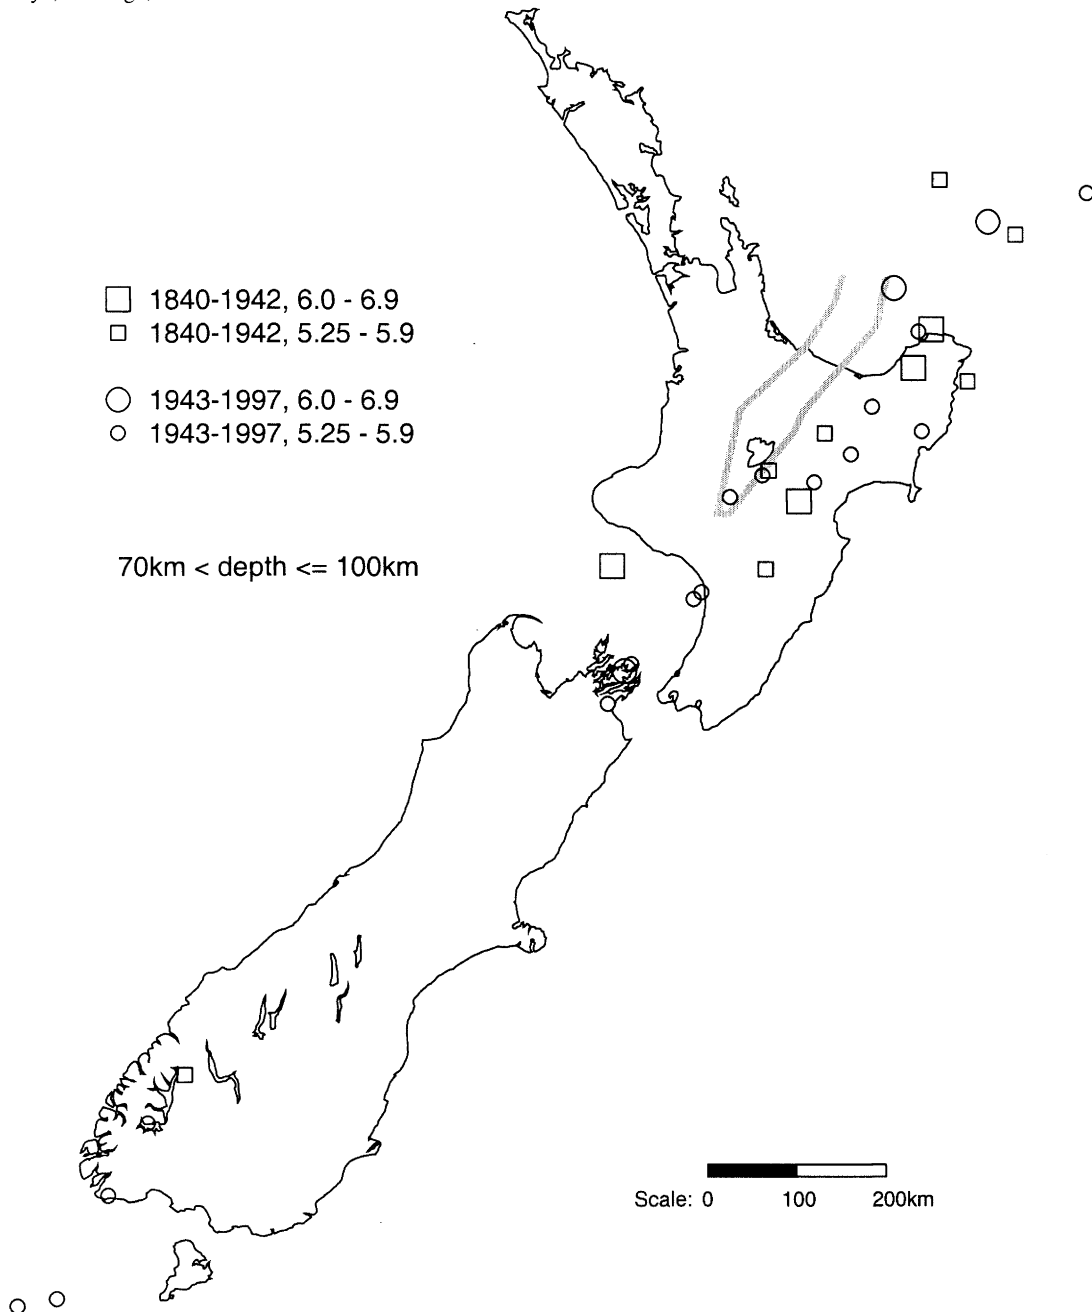 1840-1942, 6.0 - 6.9
1840-1942, 5.25 - 5.9
1943-1997, 6.0 - 6.9
1943-1997, 5.25 - 5.9
70km < depth <= 100km
Scale: 0 100 200km